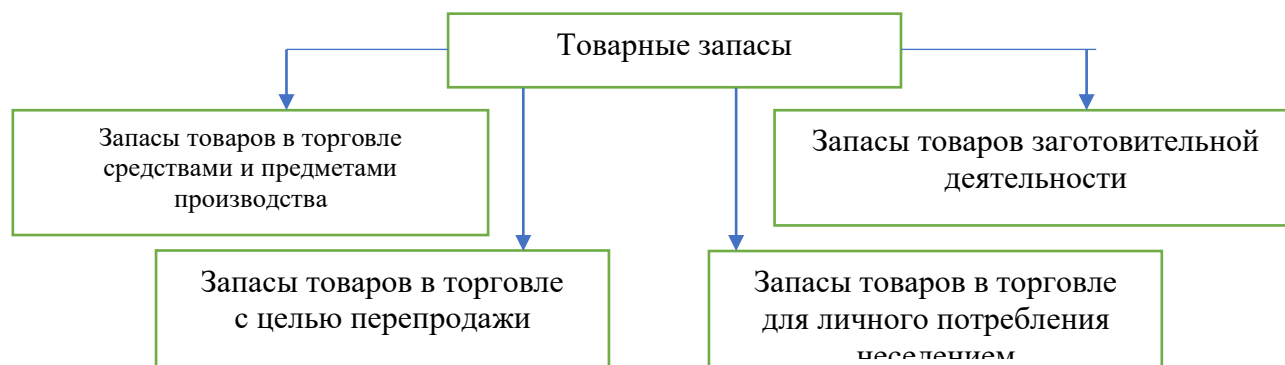 Товарные запасы
Запасы товаров в торговле
средствами и предметами
производства
Запасы товаров заготовительной
деятельности
Запасы товаров в торговле
с целью перепродажи
Запасы товаров в торговле
для личного потребления
неселением